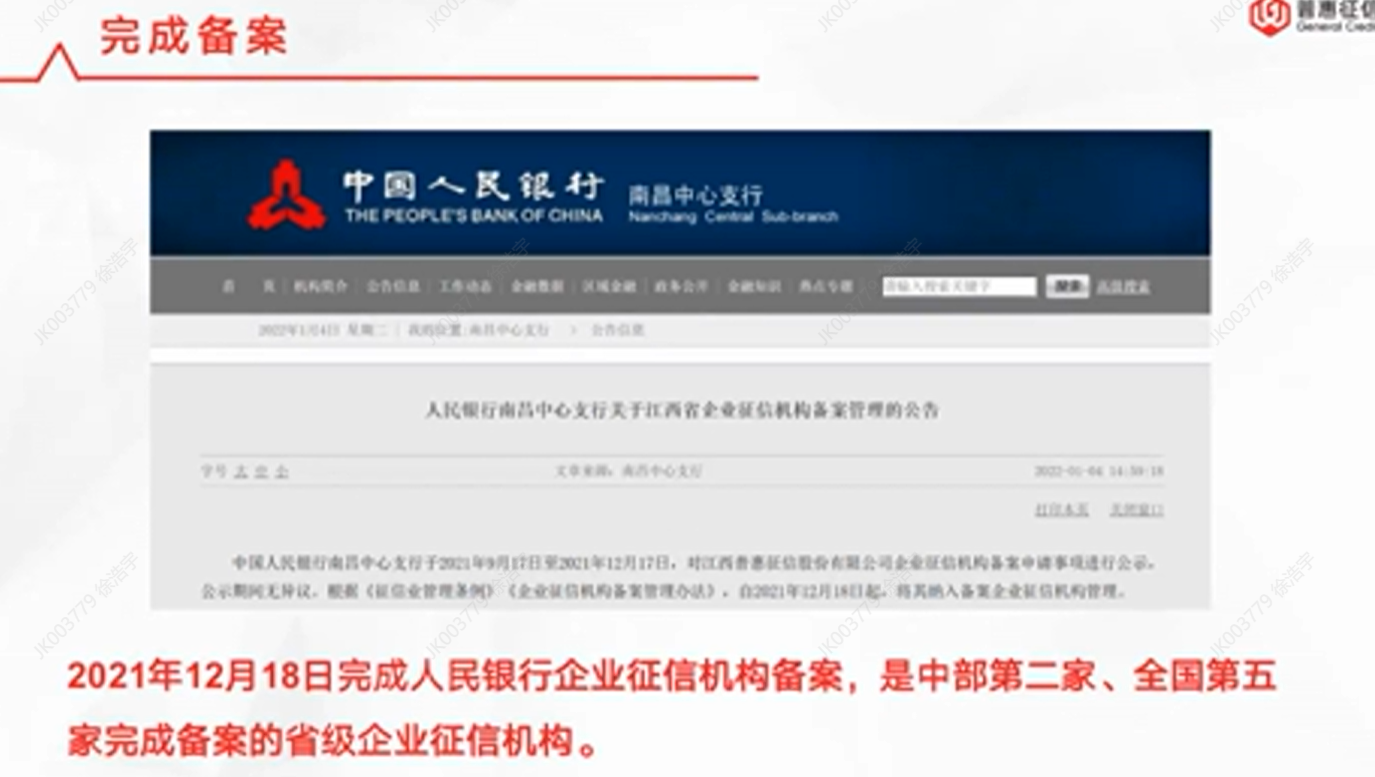 完成备案
普惠征信
中国人民银行 南昌中心支行
THE PEOPLE'S BANK OF CHINA Nanchang Central Sub-branch
首 页 机构简介 公告信息 工作动态 金融数据 区域金融 政务公开 金融知识 热点专题 请输入搜索关键字 搜索 高级搜索
2022年1月4日 星期二 | 我的位置:南昌中心支行 > 公告信息
人民银行南昌中心支行关于江西省企业征信机构备案管理的公告
字号 大 中 小 文章来源:南昌中心支行 2022-01-04 14:59:18
打印本页 关闭窗口
中国人民银行南昌中心支行于2021年9月17日至2021年12月17日,对江西普惠征信股份有限公司企业征信机构备案申请事项进行公示。
公示期间无异议。根据《征信业管理条例》《企业征信机构备案管理办法》,自2021年12月18日起,将其纳入备案企业征信机构管理。
2021年12月18日完成人民银行企业征信机构备案,是中部第二家、全国第五
家完成备案的省级企业征信机构。
JK003779 徐浩宇